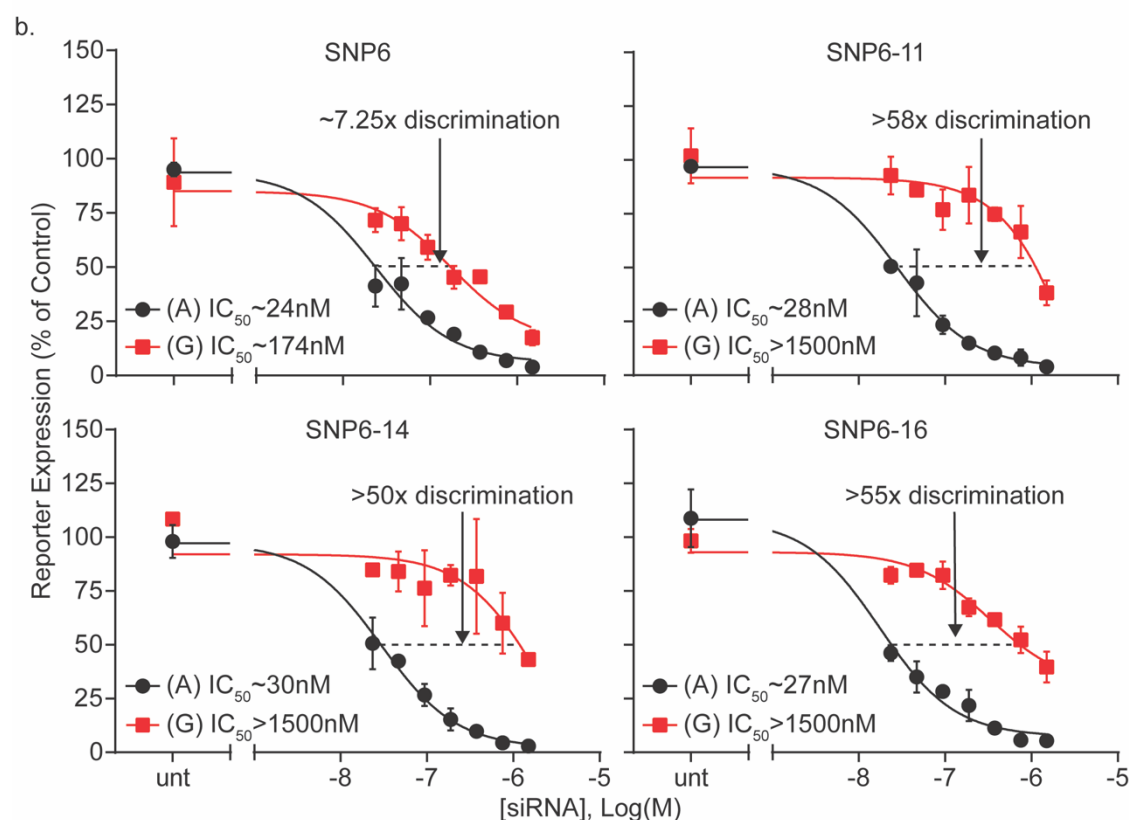 b.
Reporter Expression (% of Control)
SNP6
150
125
100
75
50
25
0
~7.25x discrimination
(A) IC50~24nM
(G) IC50~174nM
SNP6-11
>58x discrimination
(A) IC50~28nM
(G) IC50>1500nM
SNP6-14
150
125
100
75
50
25
0
>50x discrimination
(A) IC50~30nM
(G) IC50>1500nM
unt
-8
-7
-6
-5
SNP6-16
>55x discrimination
(A) IC50~27nM
(G) IC50>1500nM
unt
-8
-7
-6
-5
[siRNA], Log(M)